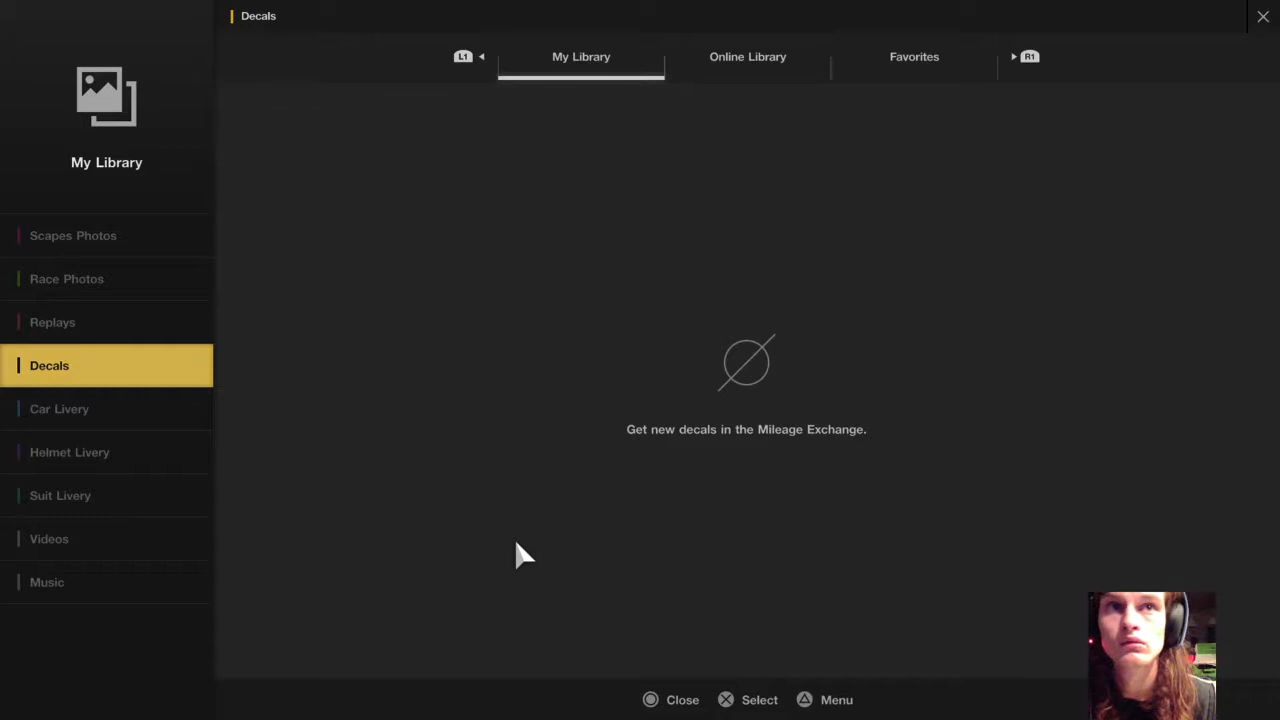 Decals
L1
My Library
Online Library
Favorites
R1
My Library
Scapes Photos
Race Photos
Replays
Decals
Car Livery
Helmet Livery
Suit Livery
Videos
Music
Get new decals in the Mileage Exchange.
Close
Select
Menu